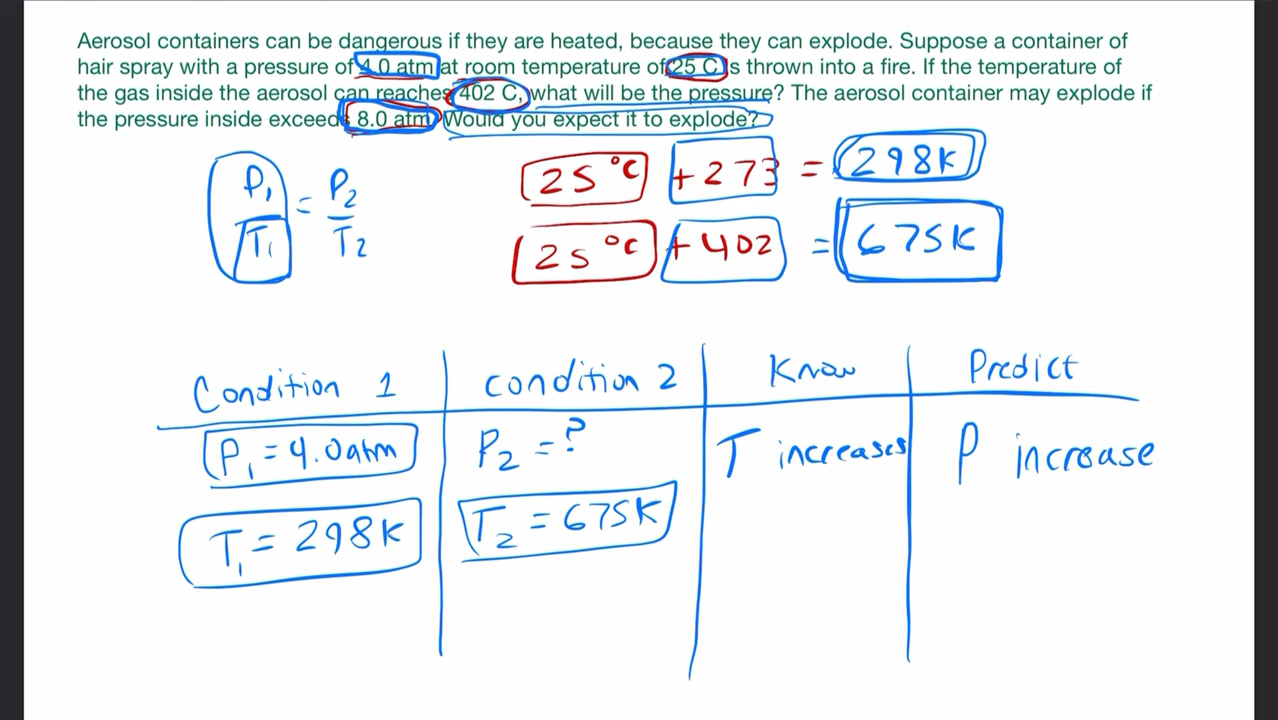 Aerosol containers can be dangerous if they are heated, because they can explode. Suppose a container of
hair spray with a pressure of 4.0 atm at room temperature of 25 C is thrown into a fire. If the temperature of
the gas inside the aerosol can reaches 402 C, what will be the pressure? The aerosol container may explode if
the pressure inside exceeds 8.0 atm. Would you expect it to explode?
P₁/T₁ = P₂/T₂
25 °C + 273 = 298K
25 °C + 402 = 675K
Condition 1 condition 2 Know Predict
P₁ = 4.0atm P₂ = ? T increases P increase
T₁ = 298K T₂ = 675K